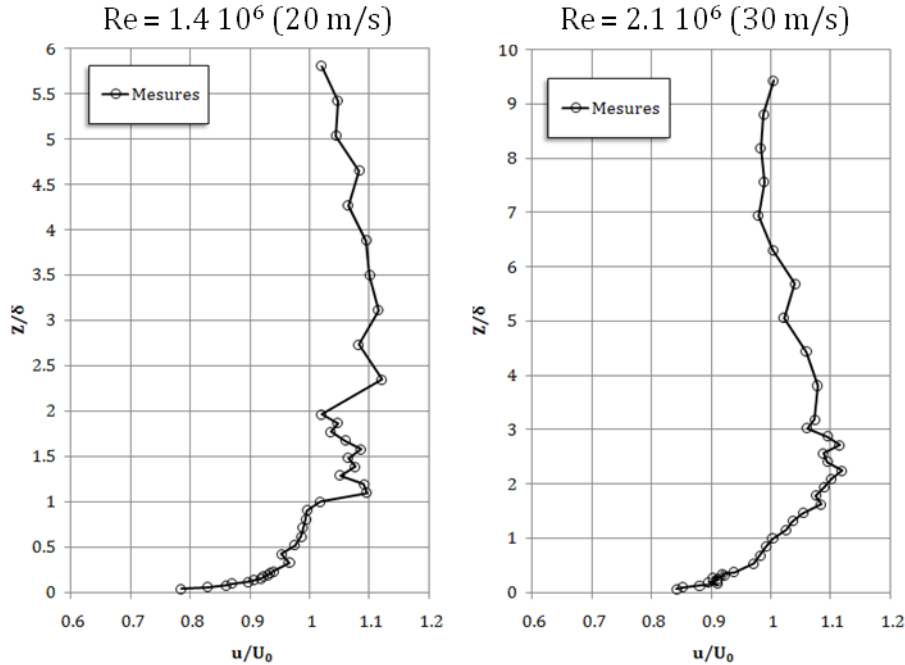 Re = 1.4 10⁶ (20 m/s)
6
5.5
5
4.5
4
3.5
3
2.5
2
1.5
1
0.5
0
Z/δ
Mesures
0.6 0.7 0.8 0.9 1 1.1 1.2
u/U₀
Re = 2.1 10⁶ (30 m/s)
10
9
8
7
6
5
4
3
2
1
0
Z/δ
Mesures
0.6 0.7 0.8 0.9 1 1.1 1.2
u/U₀